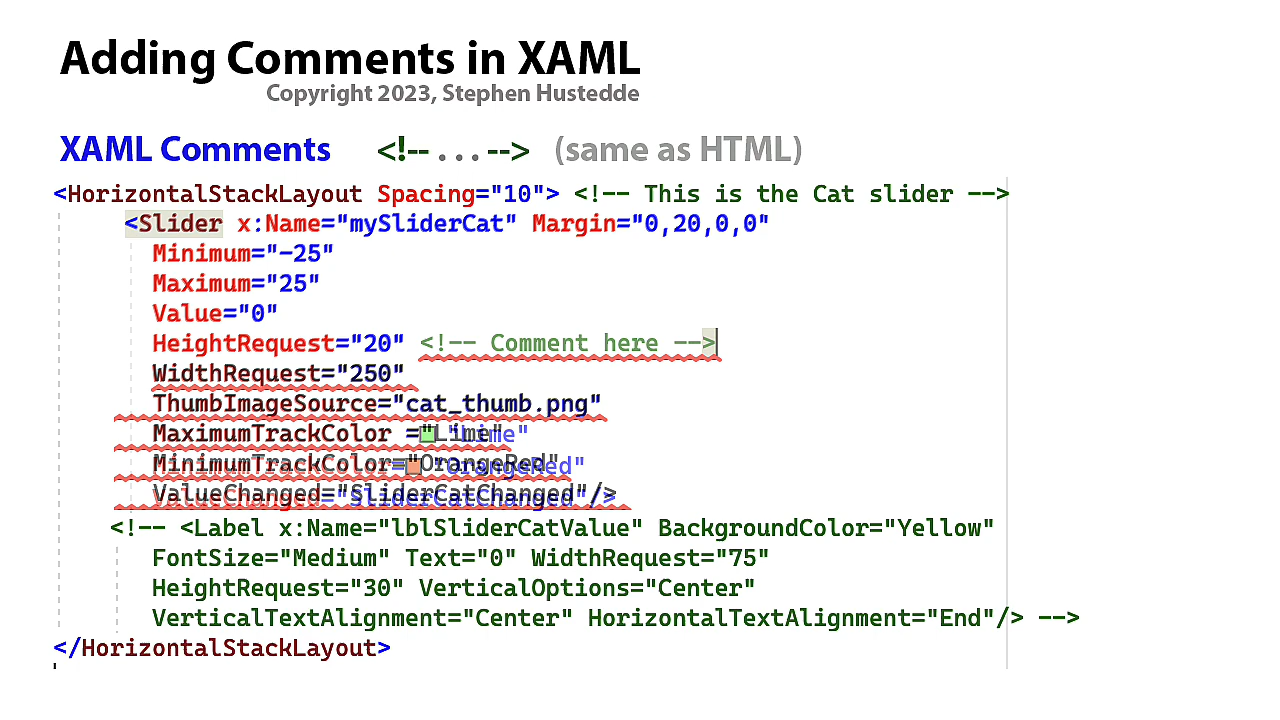 Adding Comments in XAML
Copyright 2023, Stephen Hustedde
XAML Comments <!-- ... --> (same as HTML)
<HorizontalStackLayout Spacing="10"> <!-- This is the Cat slider -->
<Slider x:Name="mySliderCat" Margin="0,20,0,0"
Minimum="-25"
Maximum="25"
Value="0"
HeightRequest="20" <!-- Comment here -->
WidthRequest="250"
ThumbImageSource="cat_thumb.png"
MaximumTrackColor ="Lime"
MinimumTrackColor="OrangeRed"
ValueChanged="SliderCatChanged"/>
<!-- <Label x:Name="lblSliderCatValue" BackgroundColor="Yellow"
FontSize="Medium" Text="0" WidthRequest="75"
HeightRequest="30" VerticalOptions="Center"
VerticalTextAlignment="Center" HorizontalTextAlignment="End"/> -->
</HorizontalStackLayout>